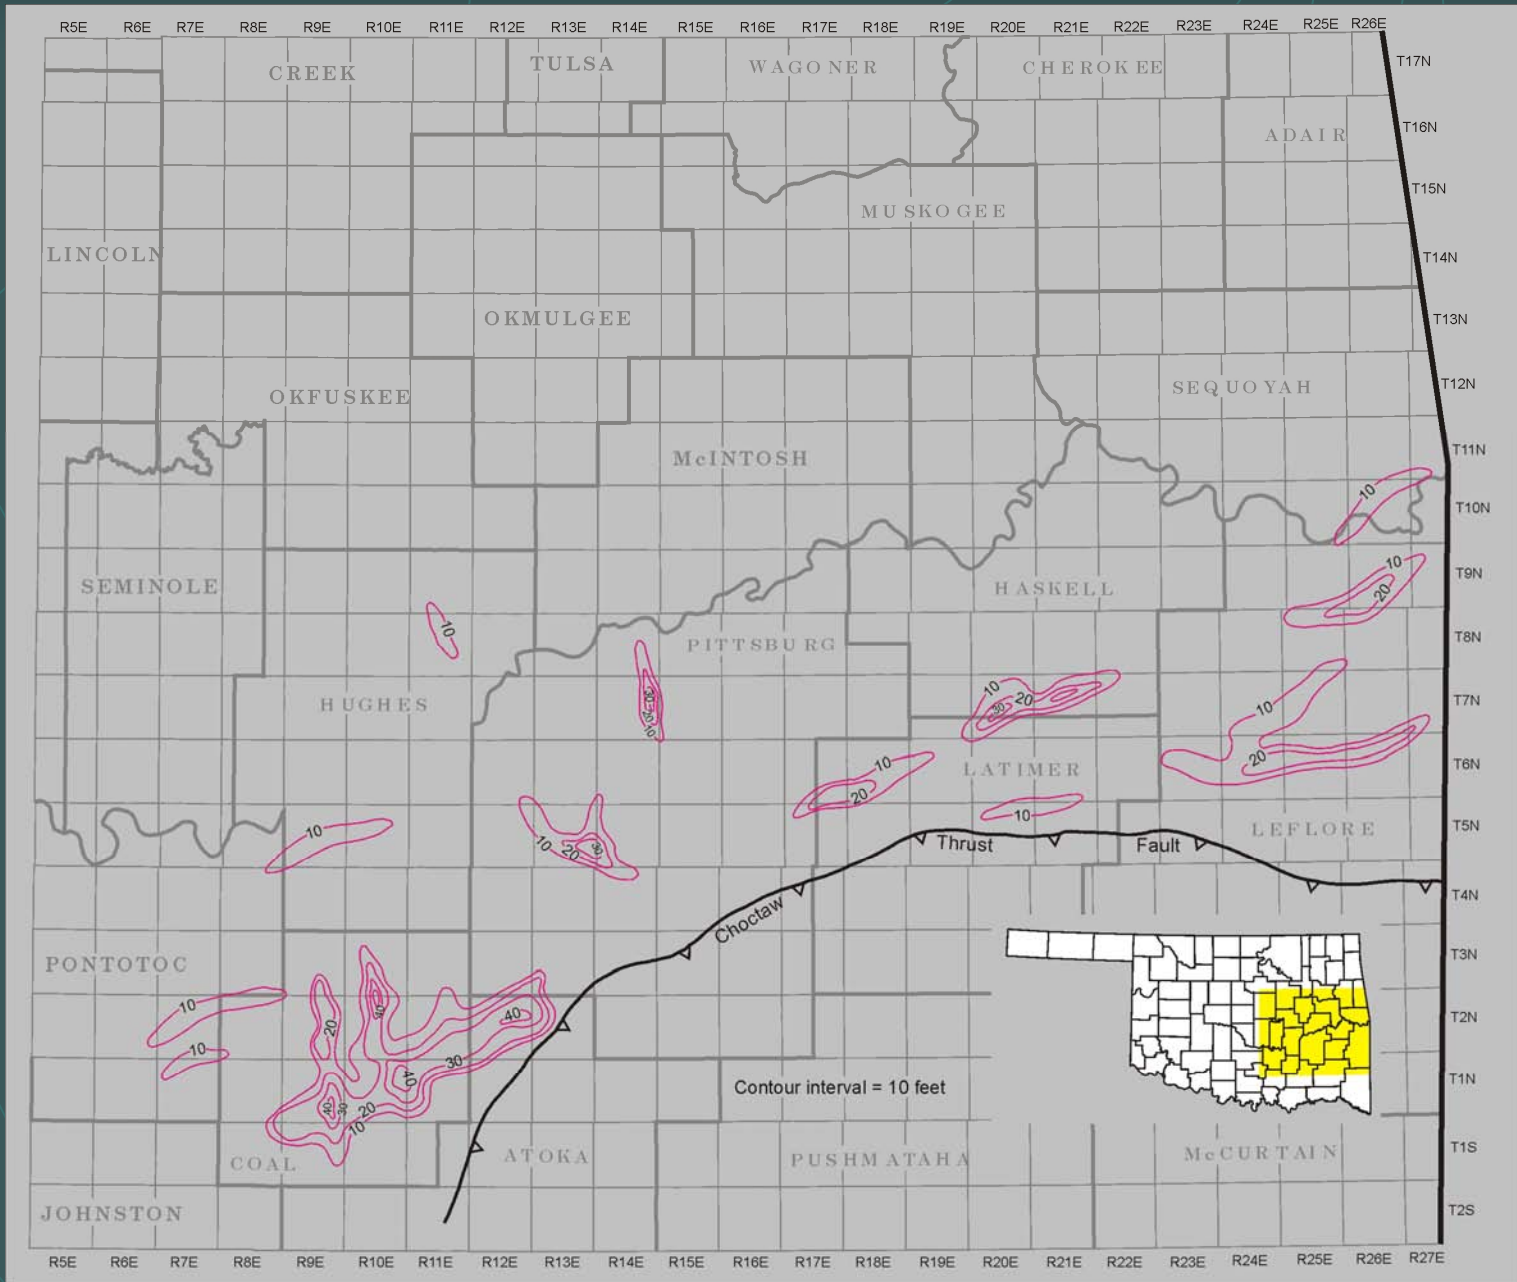 R5E R6E R7E R8E R9E R10E R11E R12E R13E R14E R15E R16E R17E R18E R19E R20E R21E R22E R23E R24E R25E R26E
T17N
CREEK TULSA WAGONER CHEROKEE
T16N
ADAIR
T15N
MUSKOGEE
LINCOLN
T14N
OKMULGEE
T13N
OKFUSKEE
SEQUOYAH
T12N
McINTOSH
T11N
10
T10N
SEMINOLE
HASKELL
10
20
T9N
10
PITTSBURG
T8N
HUGHES
30
20
10
10
20
30
10
T7N
10
20
LATIMER
20
T6N
10
10
20
30
10
LEFLORE
T5N
Thrust
Fault
Choctaw
T4N
PONTOTOC
T3N
10
20
40
40
T2N
10
30
40
40
30
20
10
Contour interval = 10 feet
T1N
COAL
ATOKA
PUSHMATAHA
McCURTAIN
T1S
JOHNSTON
T2S
R5E R6E R7E R8E R9E R10E R11E R12E R13E R14E R15E R16E R17E R18E R19E R20E R21E R22E R23E R24E R25E R26E R27E